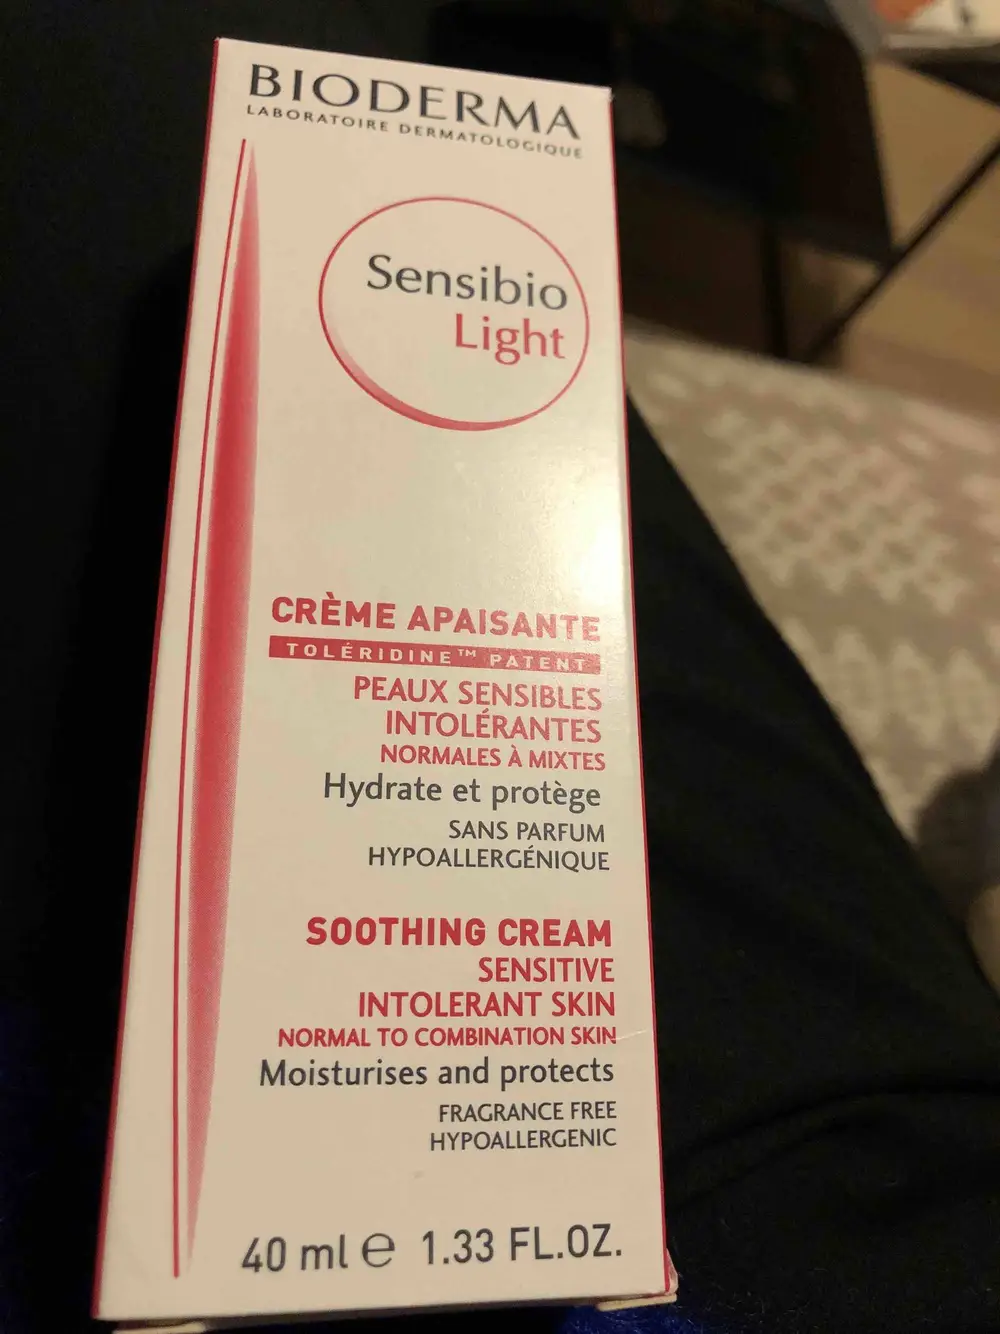 BIODERMA
LABORATOIRE DERMATOLOGIQUE
Sensibio
Light
CRÈME APAISANTE
TOLÉRIDINE™ PATENT
PEAUX SENSIBLES
INTOLÉRANTES
NORMALES À MIXTES
Hydrate et protège
SANS PARFUM
HYPOALLERGÉNIQUE
SOOTHING CREAM
SENSITIVE
INTOLERANT SKIN
NORMAL TO COMBINATION SKIN
Moisturises and protects
FRAGRANCE FREE
HYPOALLERGENIC
40 ml e 1.33 FL.OZ.